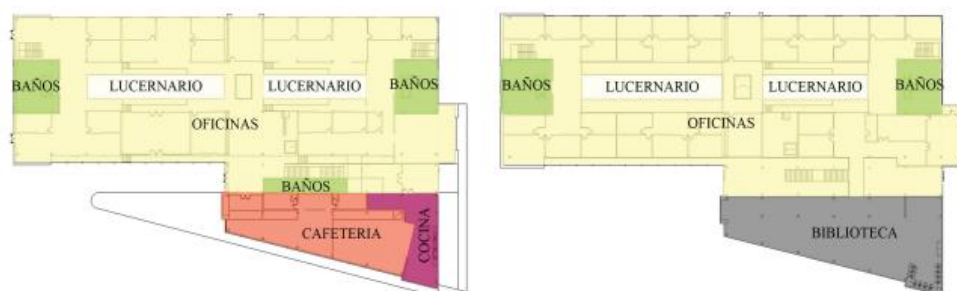 BAÑOS
LUCERNARIO
LUCERNARIO
BAÑOS
OFICINAS
BAÑOS
CAFETERIA
COCINA
BAÑOS
LUCERNARIO
LUCERNARIO
BAÑOS
OFICINAS
BIBLIOTECA